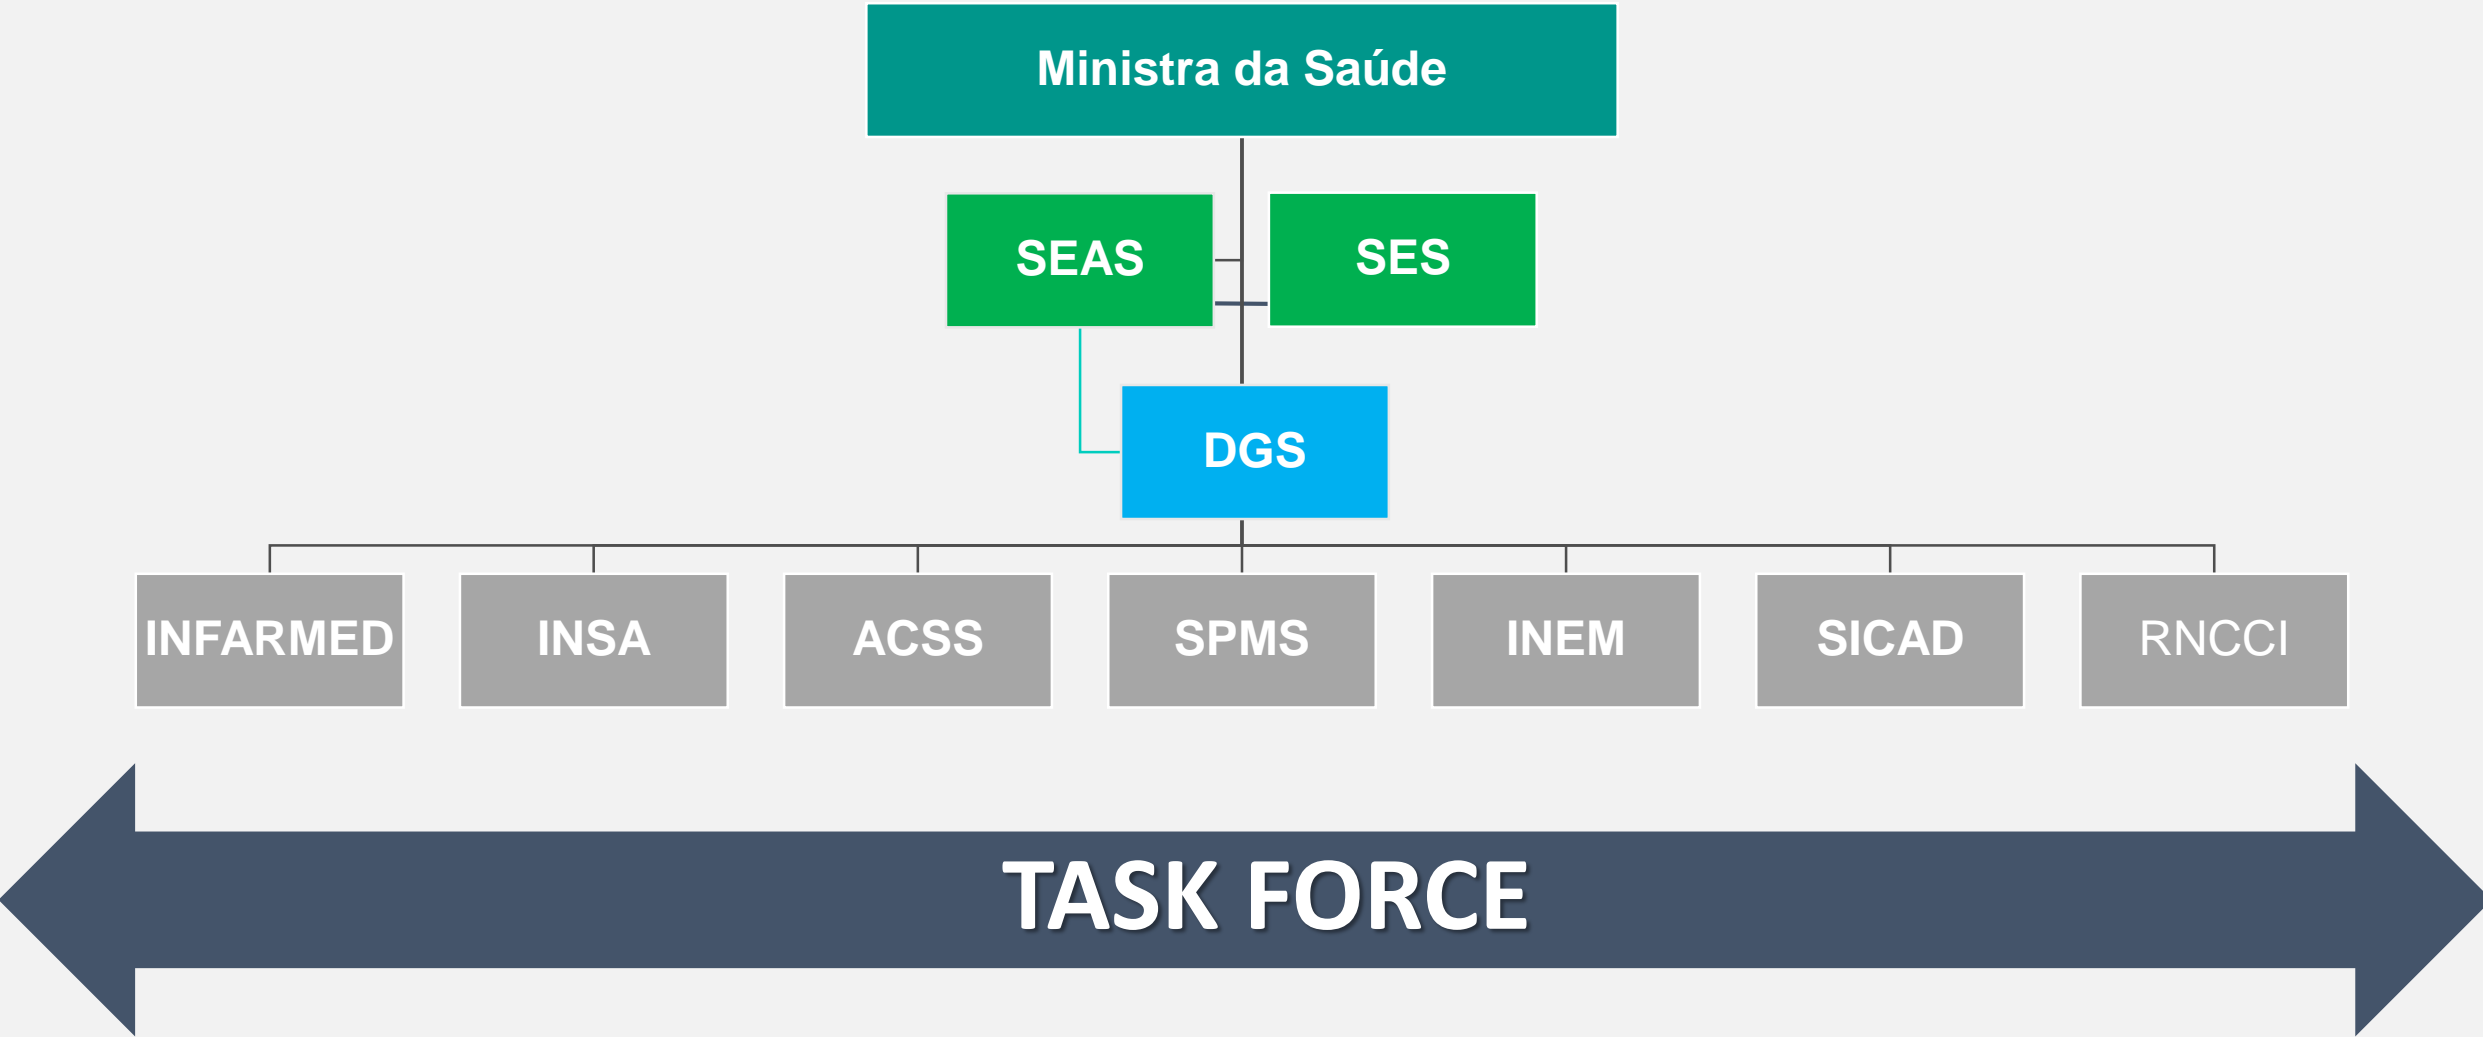 Ministra da Saúde
SEAS
SES
DGS
INFARMED
INSA
ACSS
SPMS
INEM
SICAD
RNCCI
TASK FORCE